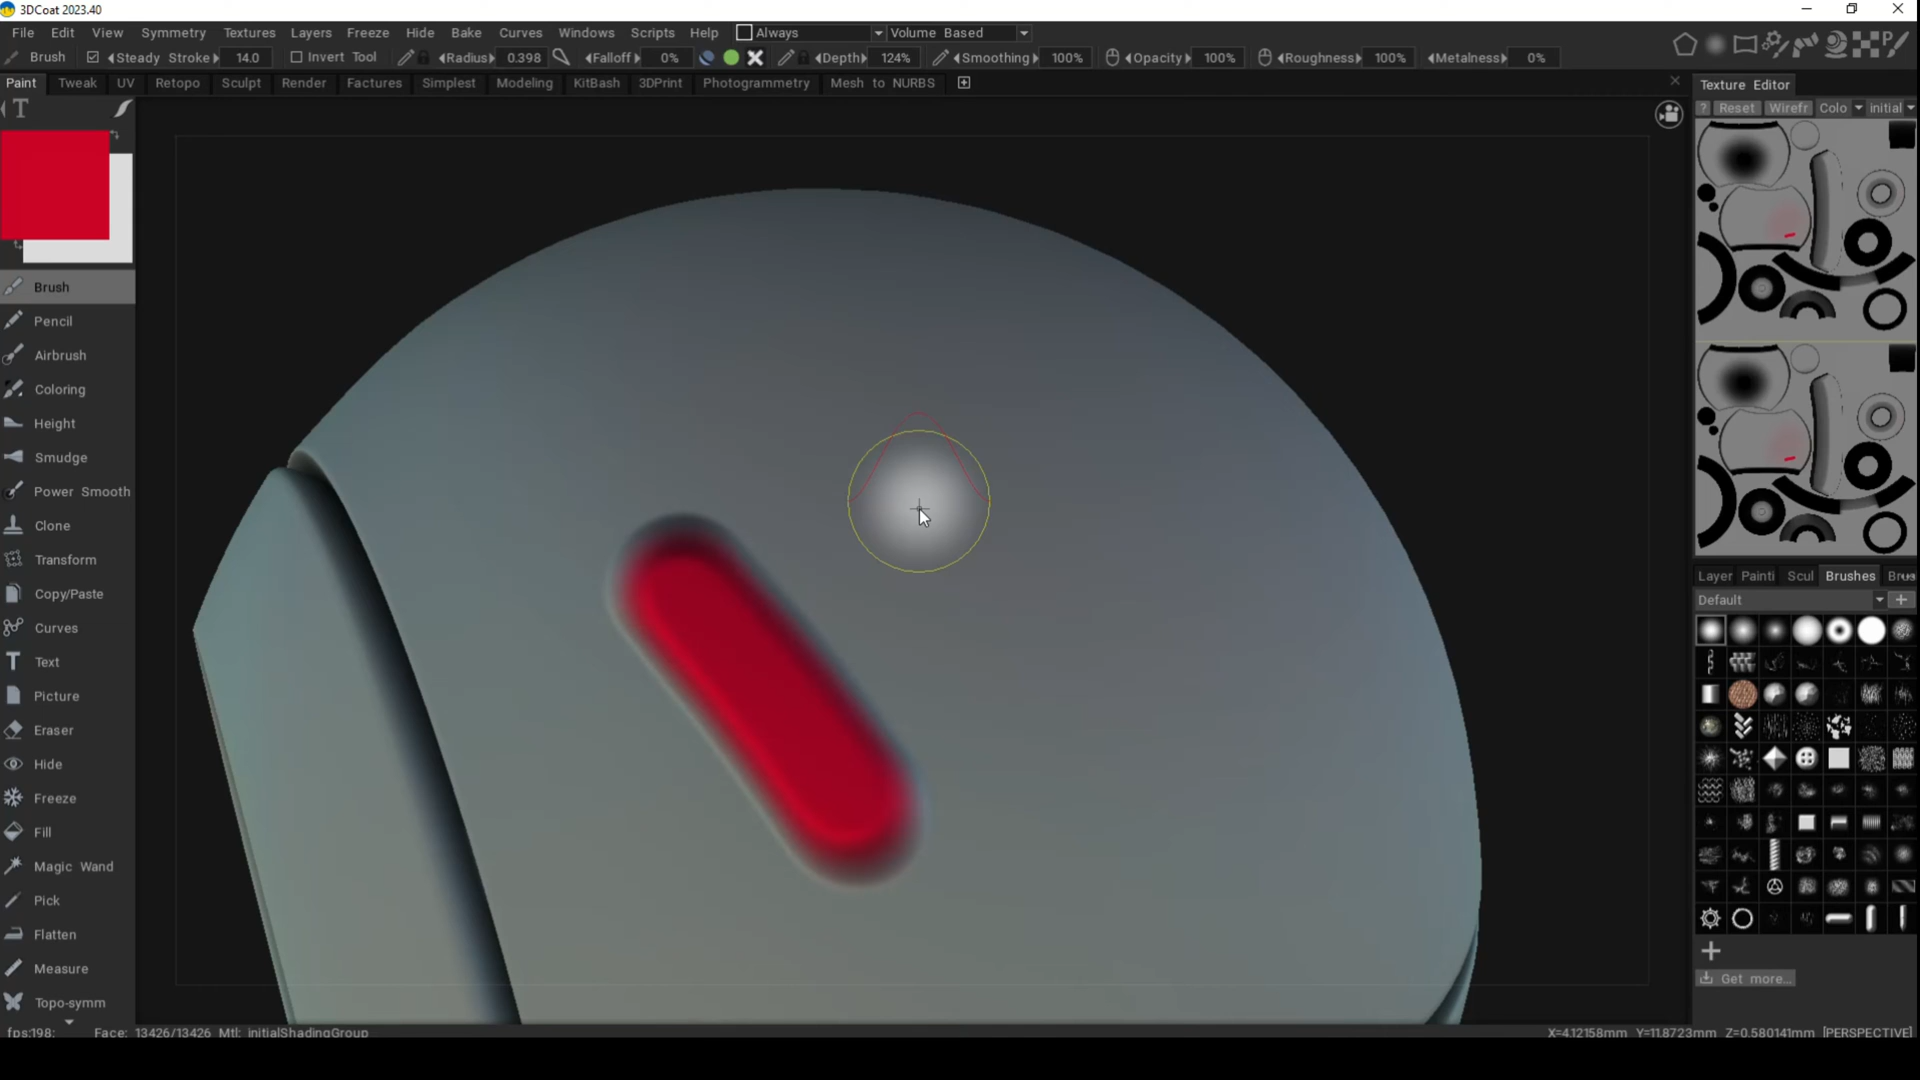 3DCoat 2023.40
File Edit View Symmetry Textures Layers Freeze Hide Bake Curves Windows Scripts Help Always Volume Based
Brush Steady Stroke 14.0 Invert Tool Radius 0.398 Falloff 0% Depth 124% Smoothing 100% Opacity 100% Roughness 100% Metalness 0%
Paint Tweak UV Retopo Sculpt Render Factures Simplest Modeling KitBash 3DPrint Photogrammetry Mesh to NURBS
Texture Editor
? Reset Wirefr Colo initial
T
Brush
Pencil
Airbrush
Coloring
Height
Smudge
Power Smooth
Clone
Transform
Copy/Paste
Curves
T Text
Picture
Eraser
Hide
Freeze
Fill
Magic Wand
Pick
Flatten
Measure
Topo-symm
Layer Painti Scul Brushes
Default
Get more...
fps:198; Face: 13426/13426 Mtl: initialShadingGroup
X=4.12158mm Y=11.8723mm Z=0.580141mm [PERSPECTIVE]